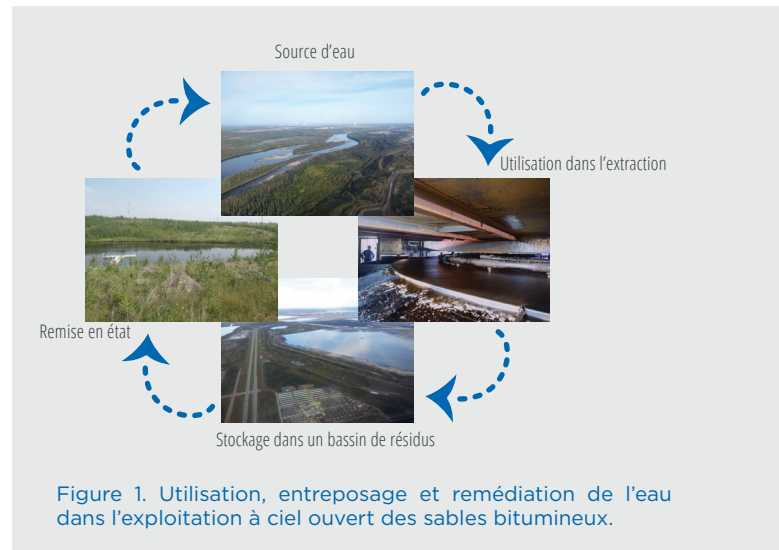 Source d'eau
Utilisation dans l'extraction
Remise en état
Stockage dans un bassin de résidus
Figure 1. Utilisation, entreposage et remédiation de l'eau
dans l'exploitation à ciel ouvert des sables bitumineux.